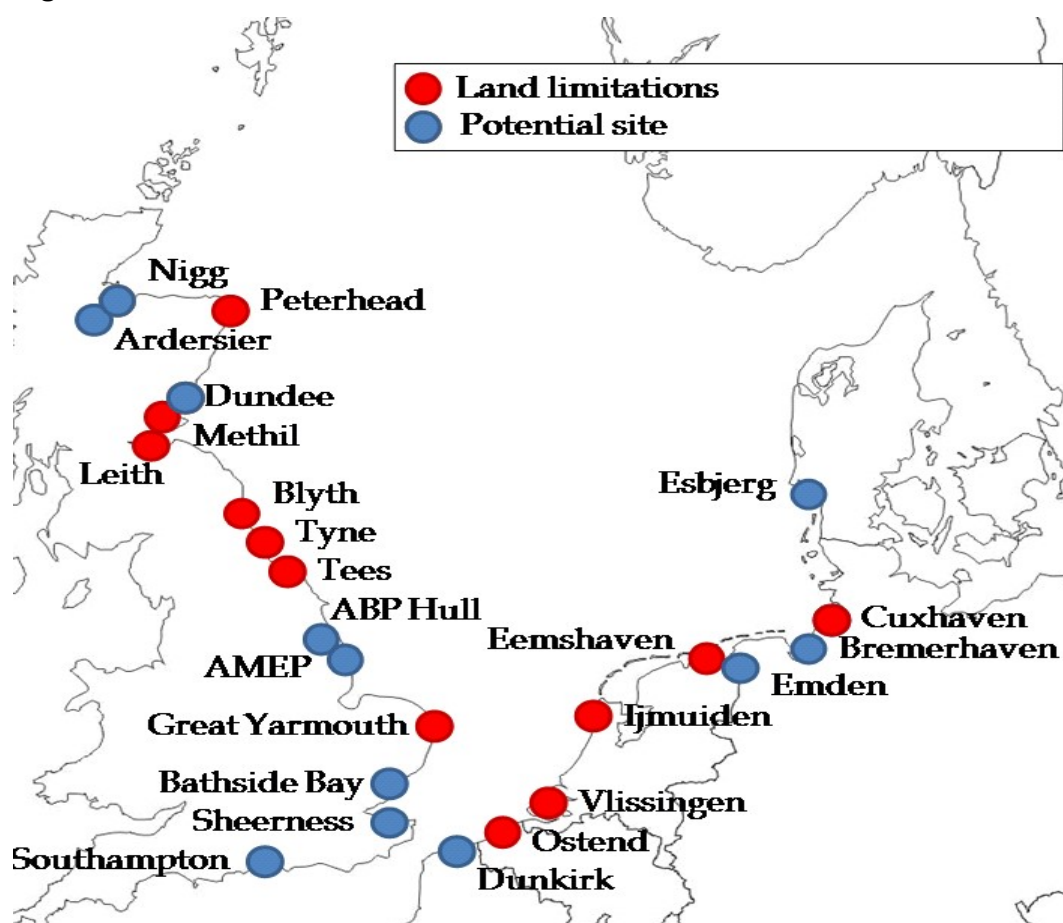 Land limitations
Potential site
Nigg
Peterhead
Ardersier
Dundee
Methil
Leith
Blyth
Tyne
Tees
ABP Hull
AMEP
Great Yarmouth
Bathside Bay
Sheerness
Southampton
Esbjerg
Cuxhaven
Eemshaven
Bremerhaven
Emden
Ijmuiden
Vlissingen
Ostend
Dunkirk